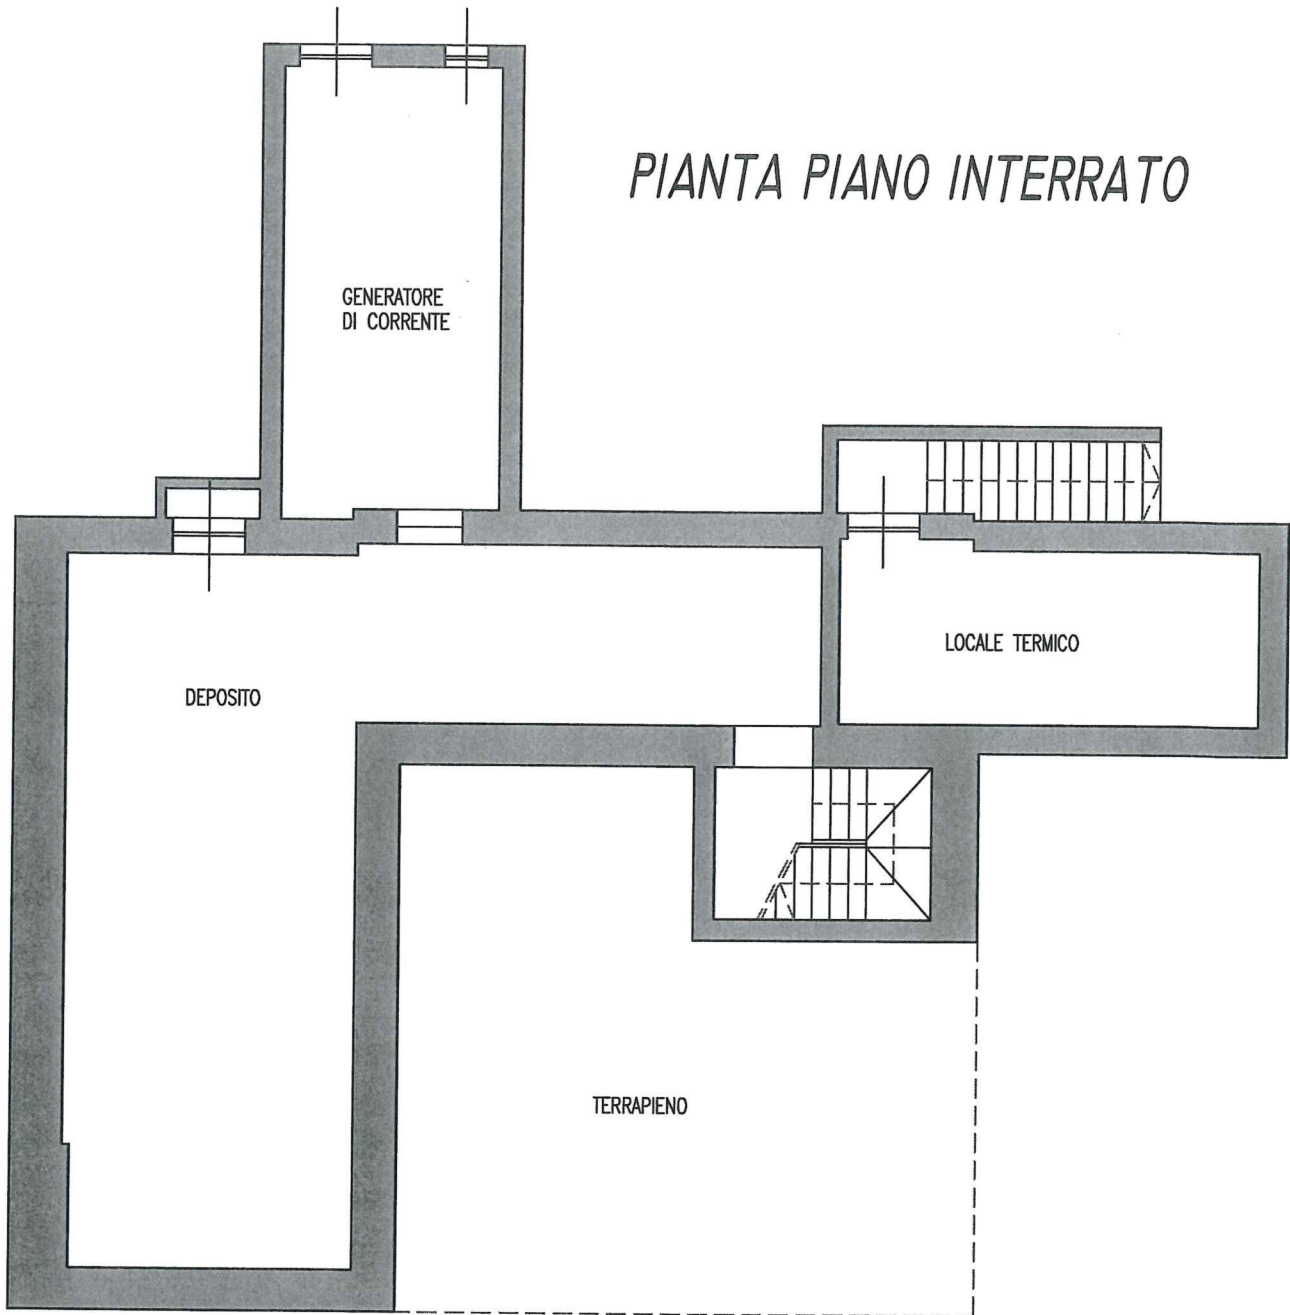 PIANTA PIANO INTERRATO
GENERATORE
DI CORRENTE
LOCALE TERMICO
DEPOSITO
TERRAPIENO